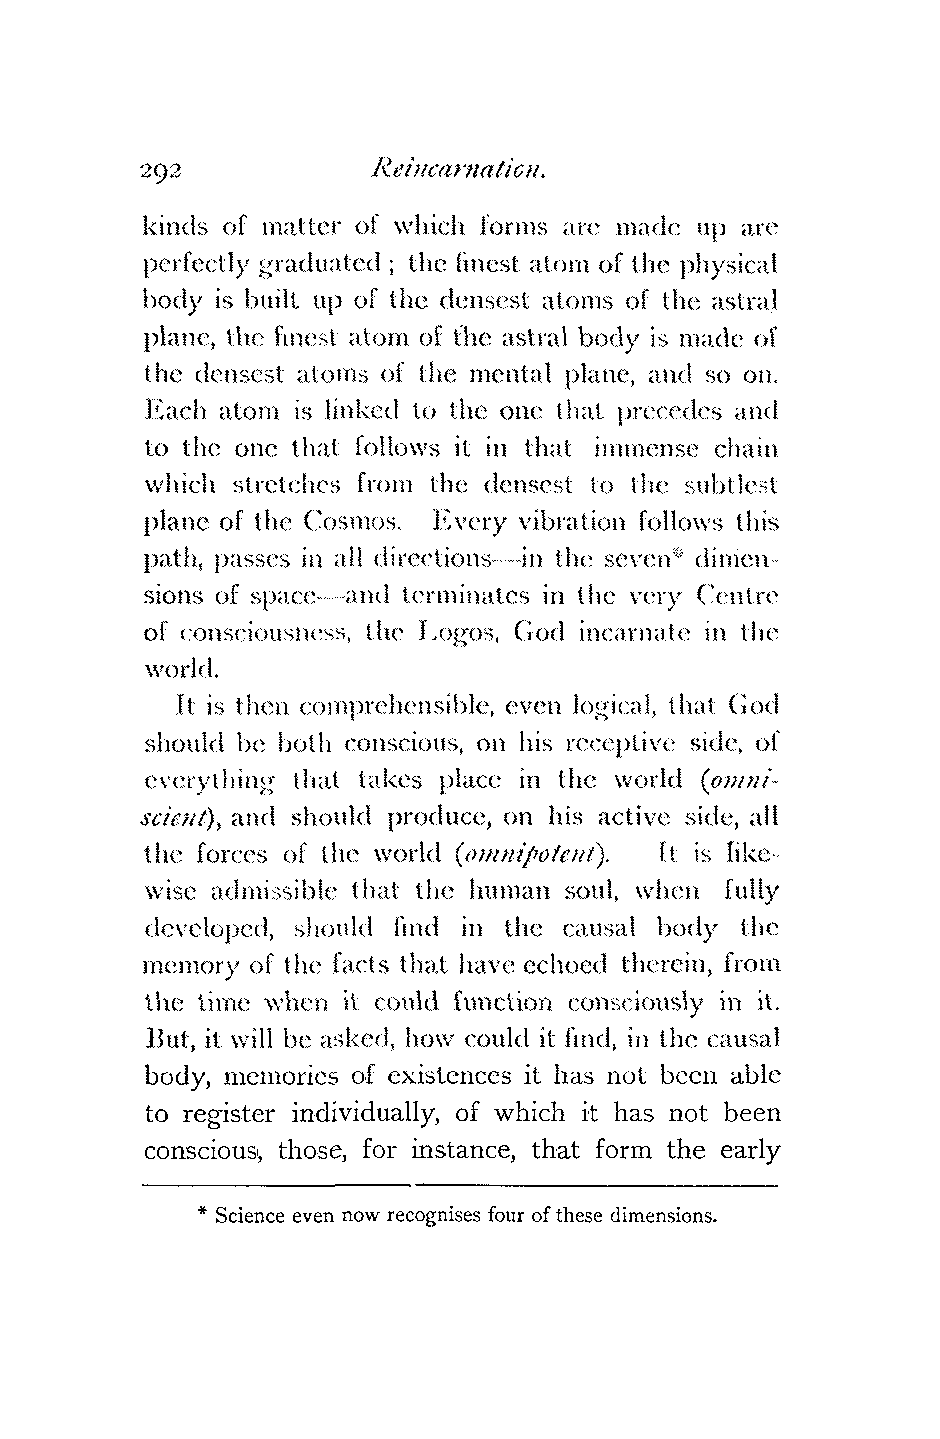 292 Reincarnation.
kinds of matter of which forms are made up are
perfectly graduated ; the finest atom of the physical
body is built up of the densest atoms of the astral
plane, the finest atom of the astral body is made of
the densest atoms of the mental plane, and so on.
Each atom is linked to the one that precedes and
to the one that follows it in that immense chain
which stretches from the densest to the subtlest
plane of the Cosmos. Every vibration follows this
path, passes in all directions—in the seven* dimen-
sions of space—and terminates in the very Centre
of consciousness, the Logos, God incarnate in the
world.
It is then comprehensible, even logical, that God
should be both conscious, on his receptive side, of
everything that takes place in the world (omni-
scient), and should produce, on his active side, all
the forces of the world (omnipotent). It is like-
wise admissible that the human soul, when fully
developed, should find in the causal body the
memory of the facts that have echoed therein, from
the time when it could function consciously in it.
But, it will be asked, how could it find, in the causal
body, memories of existences it has not been able
to register individually, of which it has not been
conscious, those, for instance, that form the early
* Science even now recognises four of these dimensions.